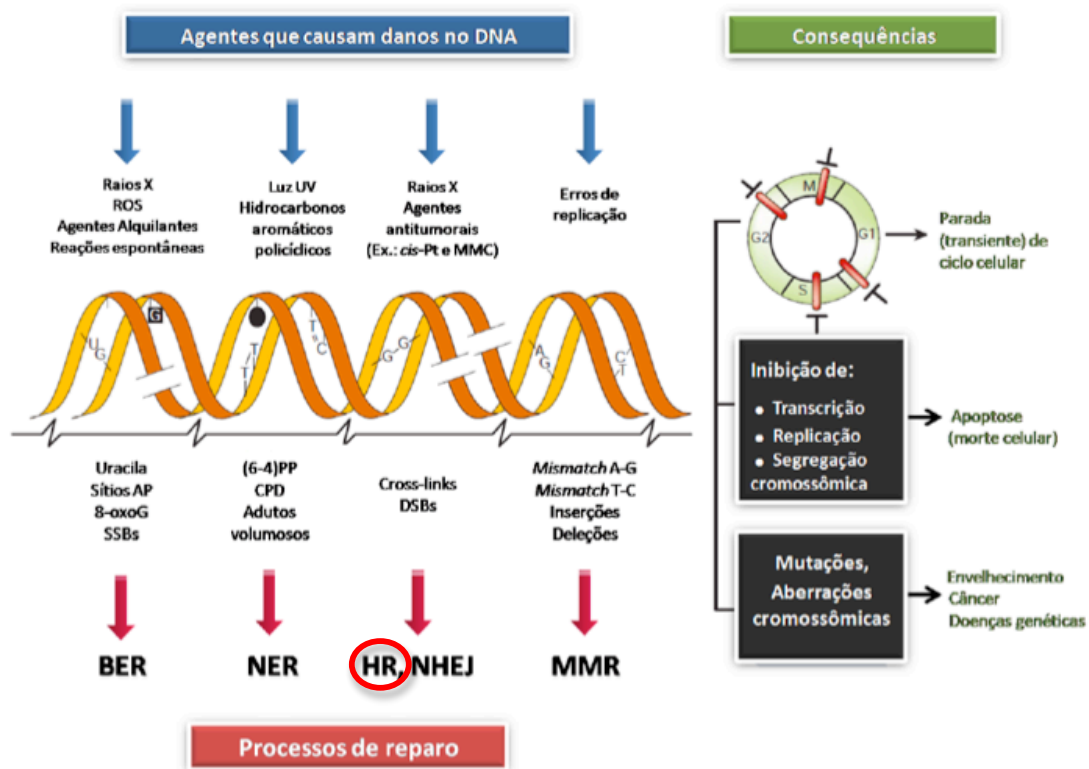 Agentes que causam danos no DNA
Raios X
ROS
Agentes Alquilantes
Reações espontâneas
Luz UV
Hidrocarbonos
aromáticos
policíclicos
Raios X
Agentes
antitumorais
(Ex.: cis-Pt e MMC)
Erros de
replicação
U
G
G
T
T
T
C
G
G
A
G
C
T
Uracila
Sítios AP
8-oxoG
SSBs
(6-4)PP
CPD
Adutos
volumosos
Cross-links
DSBs
Mismatch A-G
Mismatch T-C
Inserções
Deleções
BER
NER
HR, NHEJ
MMR
Processos de reparo
Consequências
M
G2
G1
S
Parada
(transiente) de
ciclo celular
Inibição de:
• Transcrição
• Replicação
• Segregação
cromossômica
Apoptose
(morte celular)
Mutações,
Aberrações
cromossômicas
Envelhecimento
Câncer
Doenças genéticas